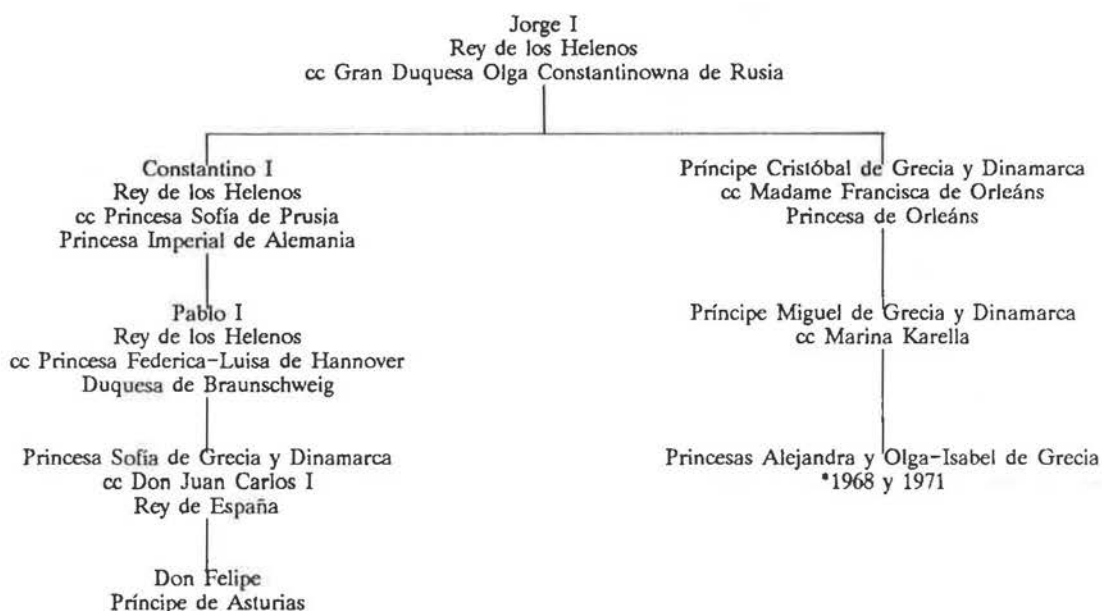 Jorge I
Rey de los Helenos
cc Gran Duquesa Olga Constantinowna de Rusia
Constantino I
Rey de los Helenos
cc Princesa Sofía de Prusia
Princesa Imperial de Alemania
Príncipe Cristóbal de Grecia y Dinamarca
cc Madame Francisca de Orleáns
Princesa de Orleáns
Pablo I
Rey de los Helenos
cc Princesa Federica-Luisa de Hannover
Duquesa de Braunschweig
Príncipe Miguel de Grecia y Dinamarca
cc Marina Karella
Princesa Sofía de Grecia y Dinamarca
cc Don Juan Carlos I
Rey de España
Princesas Alejandra y Olga-Isabel de Grecia
*1968 y 1971
Don Felipe
Príncipe de Asturias